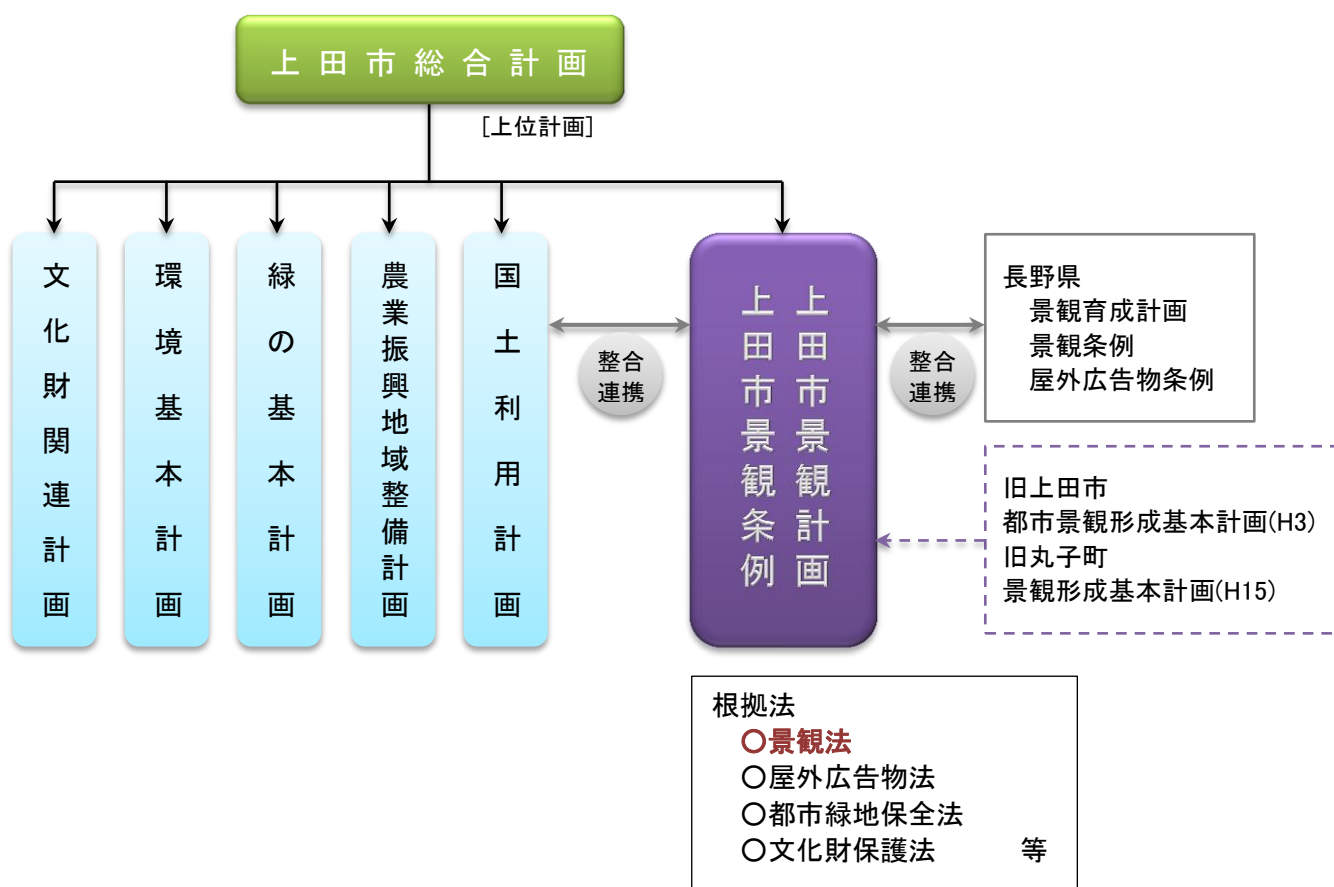 上田市総合計画
[上位計画]
文化財関連計画
環境基本計画
緑の基本計画
農業振興地域整備計画
国土利用計画
整合
連携
上田市景観計画
上田市景観条例
整合
連携
長野県
景観育成計画
景観条例
屋外広告物条例
旧上田市
都市景観形成基本計画(H3)
旧丸子町
景観形成基本計画(H15)
根拠法
○景観法
○屋外広告物法
○都市緑地保全法
○文化財保護法　　等